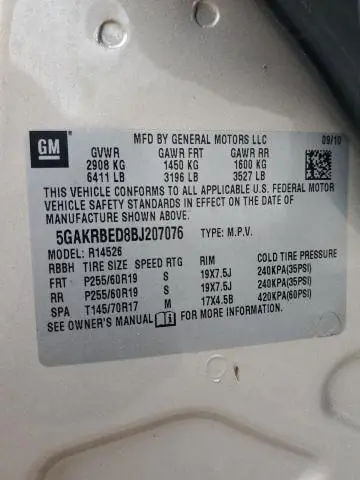 GM
MFD BY GENERAL MOTORS LLC 09/10
GVWR GAWR FRT GAWR RR
2908 KG 1450 KG 1600 KG
6411 LB 3196 LB 3527 LB
THIS VEHICLE CONFORMS TO ALL APPLICABLE U.S. FEDERAL MOTOR
VEHICLE SAFETY STANDARDS IN EFFECT ON THE DATE OF
MANUFACTURE SHOWN ABOVE.
5GAKRBED8BJ207076 TYPE: M.P.V.
MODEL: R14526
RBBH TIRE SIZE SPEED RTG RIM COLD TIRE PRESSURE
FRT P255/60R19 S 19X7.5J 240KPA(35PSI)
RR P255/60R19 S 19X7.5J 240KPA(35PSI)
SPA T145/70R17 M 17X4.5B 420KPA(60PSI)
SEE OWNER'S MANUAL FOR MORE INFORMATION.